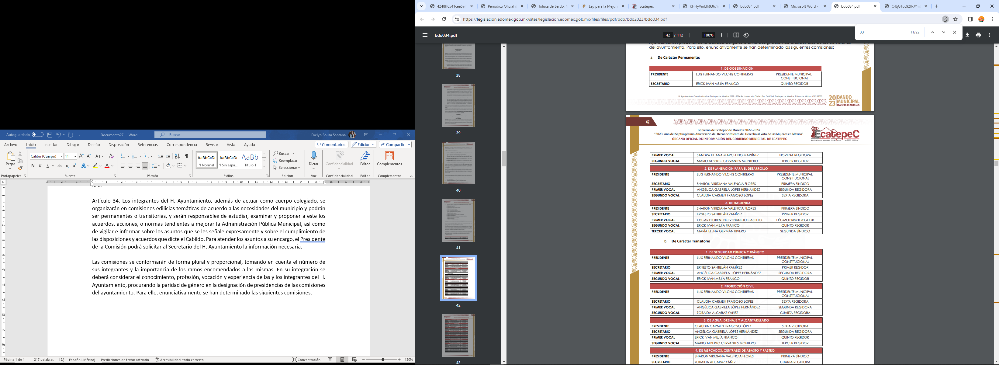 Autoguardado
Documento27 - Word
Buscar
Evelyn Souza Santana
Archivo Inicio Insertar Dibujar Diseño Disposición Referencias Correspondencia Revisar Vista Ayuda
Comentarios Edición Compartir
Pegar
Calibri (Cuerpo) 11
N K S
AaBbCcDc AaBbCcDc AaBb
¶ Normal ¶ Sin espa... Título 1
Buscar
Reemplazar
Seleccionar
Dictar
Confidencialidad
Editor
Complementos
Portapapeles Fuente Párrafo Estilos Edición Voz Confidencialidad Editor Complementos
II. ...
Artículo 34. Los integrantes del H. Ayuntamiento, además de actuar como cuerpo colegiado, se
organizarán en comisiones edilicias temáticas de acuerdo a las necesidades del municipio y podrán
ser permanentes o transitorias, y serán responsables de estudiar, examinar y proponer a este los
acuerdos, acciones, o normas tendientes a mejorar la Administración Pública Municipal, así como
de vigilar e informar sobre los asuntos que se les señale expresamente y sobre el cumplimiento de
las disposiciones y acuerdos que dicte el Cabildo. Para atender los asuntos a su encargo, el Presidente
de la Comisión podrá solicitar al Secretario del H. Ayuntamiento la información necesaria.
Las comisiones se conformarán de forma plural y proporcional, tomando en cuenta el número de
sus integrantes y la importancia de los ramos encomendados a las mismas. En su integración se
deberá considerar el conocimiento, profesión, vocación y experiencia de las y los integrantes del H.
Ayuntamiento, procurando la paridad de género en la designación de presidencias de las comisiones
del ayuntamiento. Para ello, enunciativamente se han determinado las siguientes comisiones:
Página 1 de 1 217 palabras Español (México) Predicciones de texto: activado Accesibilidad: todo correcto Concentración 130%
4248ff6541cee5ef Periódico Oficial Toluca de Lerdo, Ley para la Mejor Ecatepec bdo034.pdf Microsoft Word - bdo034.pdf
https://legislacion.edomex.gob.mx/sites/legislacion.edomex.gob.mx/files/files/pdf/bdo/bdo2023/bdo034.pdf
bdo034.pdf
42 / 112
100%
33 11/22
38
39
40
41
42
43
del ayuntamiento. Para ello, enunciativamente se han determinado las siguientes comisiones:
a. De Carácter Permanente:
1. DE GOBERNACIÓN
PRESIDENTE LUIS FERNANDO VILCHIS CONTRERAS PRESIDENTE MUNICIPAL
CONSTITUCIONAL
SECRETARIO ERICK IVÁN MEJÍA FRANCO QUINTO REGIDOR
H. Ayuntamiento Constitucional de Ecatepec de Morelos 2022 - 2024 Av. Juárez s/n, Ciudad San Cristóbal, Ecatepec de Morelos, Estado de México, C.P. 55000
20 BANDO
23 MUNICIPAL
ECATEPEC DE MORELOS
42
Gobierno de Ecatepec de Morelos 2022-2024
"2023. Año del Septuagésimo Aniversario del Reconocimiento del Derecho al Voto de las Mujeres en México".
ÓRGANO OFICIAL DE INFORMACIÓN DEL GOBIERNO MUNICIPAL DE ECATEPEC
Ecatepec
PRIMER VOCAL SANDRA LILIANA MARCELINO MARTÍNEZ NOVENA REGIDORA
SEGUNDO VOCAL MARIO ALBERTO CERVANTES MONTERO TERCER REGIDOR
2. DE PLANEACIÓN PARA EL DESARROLLO
PRESIDENTE LUIS FERNANDO VILCHIS CONTRERAS PRESIDENTE MUNICIPAL
CONSTITUCIONAL
SECRETARIO SHARON VIRIDIANA VALENCIA FLORES PRIMERA SÍNDICO
PRIMER VOCAL ANGÉLICA GABRIELA LÓPEZ HERNÁNDEZ SEGUNDA REGIDORA
SEGUNDO VOCAL CLAUDIA CARMEN FRAGOSO LÓPEZ SEXTA REGIDORA
3. DE HACIENDA
PRESIDENTE SHARON VIRIDIANA VALENCIA FLORES PRIMERA SÍNDICO
SECRETARIO ERNESTO SANTILLÁN RAMÍREZ PRIMER REGIDOR
PRIMER VOCAL OSCAR FLORENTINO VENANCIO CASTILLO DÉCIMO PRIMER REGIDOR
SEGUNDO VOCAL ERICK IVÁN MEJÍA FRANCO QUINTO REGIDOR
TERCER VOCAL MARÍA ELENA GERMÁN RIVERO SEGUNDA SÍNDICO
b. De Carácter Transitorio
1. DE SEGURIDAD PÚBLICA Y TRÁNSITO
PRESIDENTE LUIS FERNANDO VILCHIS CONTRERAS PRESIDENTE MUNICIPAL
CONSTITUCIONAL
SECRETARIO ERNESTO SANTILLÁN RAMÍREZ PRIMER REGIDOR
PRIMER VOCAL ANGÉLICA GABRIELA LÓPEZ HERNÁNDEZ SEGUNDA REGIDORA
SEGUNDO VOCAL ERICK IVÁN MEJÍA FRANCO QUINTO REGIDOR
2. PROTECCIÓN CIVIL
PRESIDENTE LUIS FERNANDO VILCHIS CONTRERAS PRESIDENTE MUNICIPAL
CONSTITUCIONAL
SECRETARIO CLAUDIA CARMEN FRAGOSO LÓPEZ SEXTA REGIDORA
PRIMER VOCAL ANGÉLICA GABRIELA LÓPEZ HERNÁNDEZ SEGUNDA REGIDORA
SEGUNDO VOCAL ZORAIDA ALCARAZ YÁÑEZ CUARTA REGIDORA
3. DE AGUA, DRENAJE Y ALCANTARILLADO
PRESIDENTE CLAUDIA CARMEN FRAGOSO LÓPEZ SEXTA REGIDORA
SECRETARIO ANGÉLICA GABRIELA LÓPEZ HERNÁNDEZ SEGUNDA REGIDORA
PRIMER VOCAL ERICK IVÁN MEJÍA FRANCO QUINTO REGIDOR
SEGUNDO VOCAL MARIO ALBERTO CERVANTES MONTERO TERCER REGIDOR
4. DE MERCADOS, CENTRALES DE ABASTO Y RASTRO
PRESIDENTE SHARON VIRIDIANA VALENCIA FLORES PRIMERA SÍNDICO
SECRETARIO ZORAIDA ALCARAZ YÁÑEZ CUARTA REGIDORA